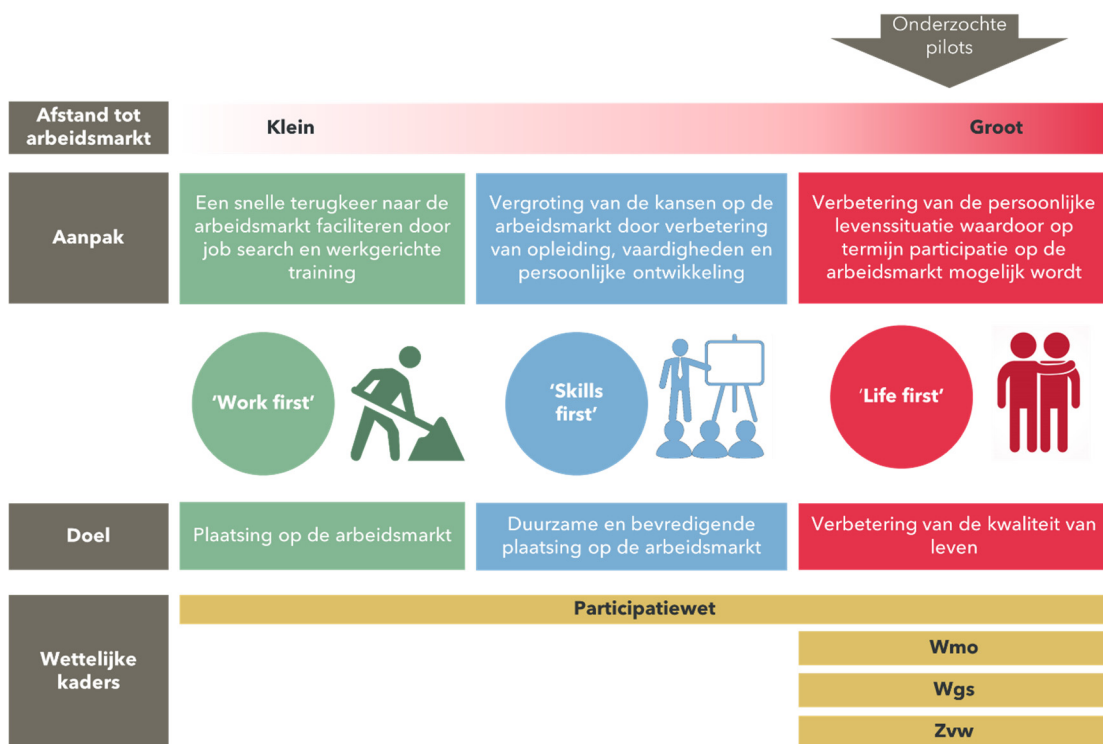 Onderzochte
pilots
Afstand tot
arbeidsmarkt
Klein
Groot
Aanpak
Een snelle terugkeer naar de
arbeidsmarkt faciliteren door
job search en werkgerichte
training
Vergroting van de kansen op de
arbeidsmarkt door verbetering
van opleiding, vaardigheden en
persoonlijke ontwikkeling
Verbetering van de persoonlijke
levenssituatie waardoor op
termijn participatie op de
arbeidsmarkt mogelijk wordt
‘Work first’
‘Skills
first’
‘Life first’
Doel
Plaatsing op de arbeidsmarkt
Duurzame en bevredigende
plaatsing op de arbeidsmarkt
Verbetering van de kwaliteit van
leven
Wettelijke
kaders
Participatiewet
Wmo
Wgs
Zvw